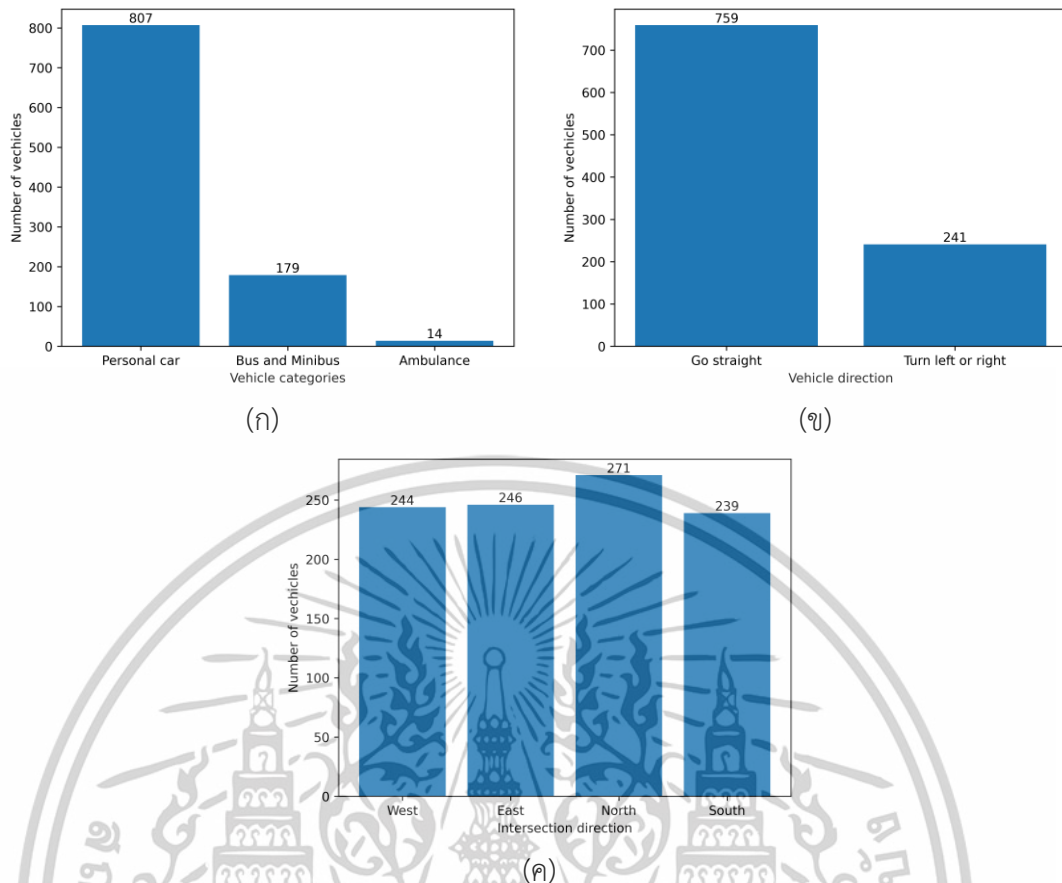 807
800
700
600
500
400
300
200
100
0
179
14
Number of vechicles
Personal car
Bus and Minibus
Ambulance
Vehicle categories
(ก)
759
700
600
500
400
300
200
100
0
241
Number of vechicles
Go straight
Turn left or right
Vehicle direction
(ข)
271
250
200
150
100
50
0
244
246
239
Number of vechicles
West
East
North
South
Intersection direction
(ค)